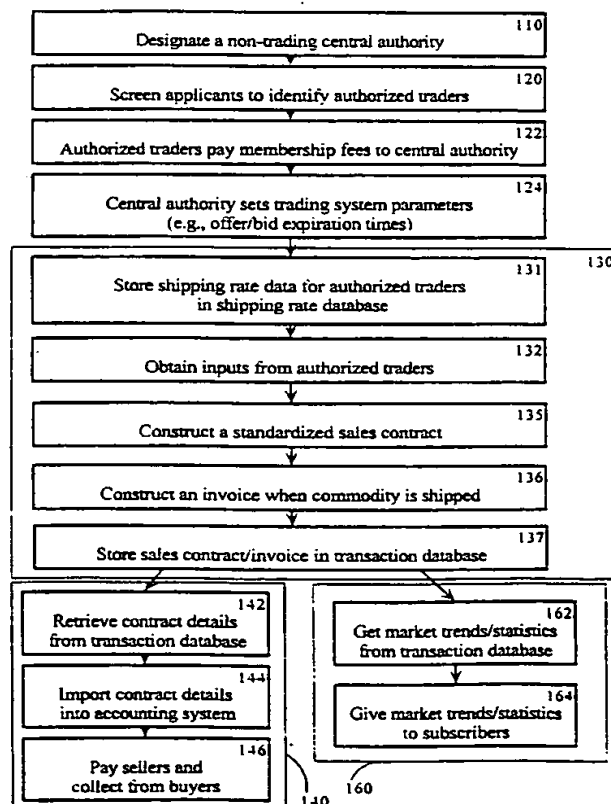 110
Designate a non-trading central authority
120
Screen applicants to identify authorized traders
122
Authorized traders pay membership fees to central authority
124
Central authority sets trading system parameters
(e.g., offer/bid expiration times)
130
131
Store shipping rate data for authorized traders
in shipping rate database
132
Obtain inputs from authorized traders
135
Construct a standardized sales contract
136
Construct an invoice when commodity is shipped
137
Store sales contract/invoice in transaction database
142
Retrieve contract details
from transaction database
144
Import contract details
into accounting system
146
Pay sellers and
collect from buyers
140
162
Get market trends/statistics
from transaction database
164
Give market trends/statistics
to subscribers
160